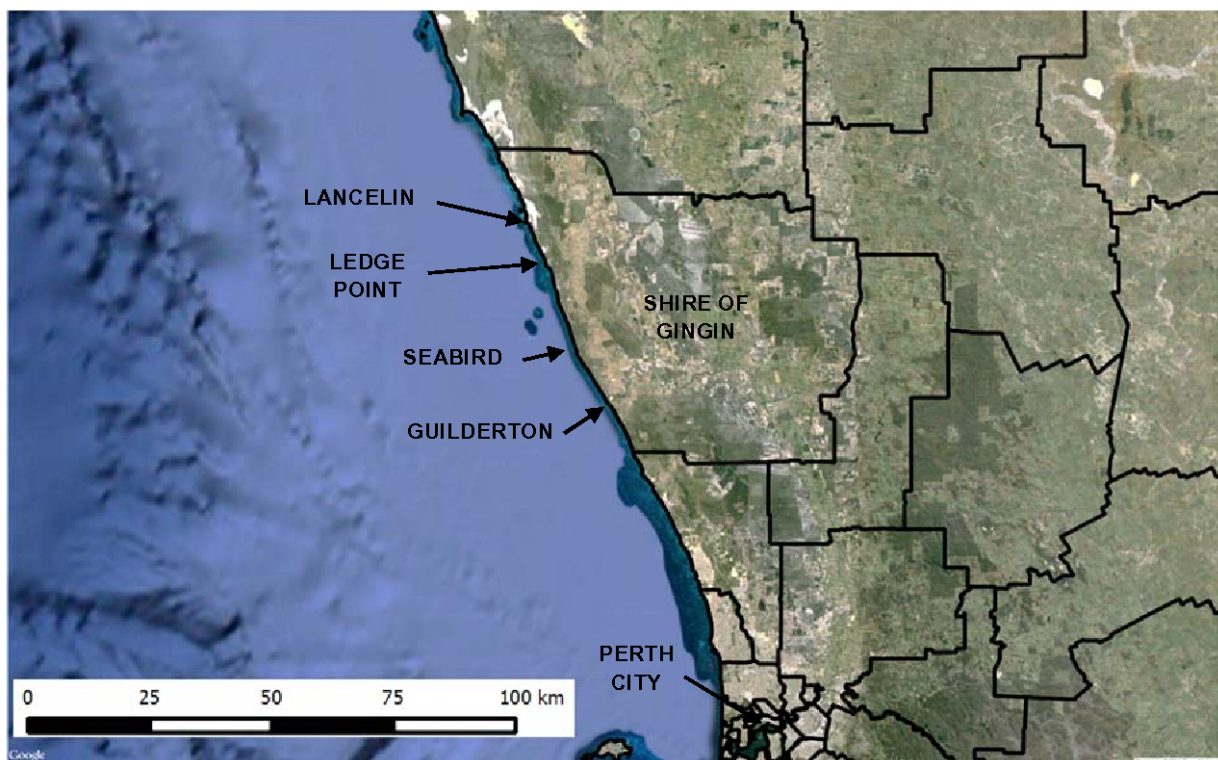 LANCELIN
LEDGE
POINT
SHIRE OF
GINGIN
SEABIRD
GUILDERTON
PERTH
CITY
0 25 50 75 100 km
Google